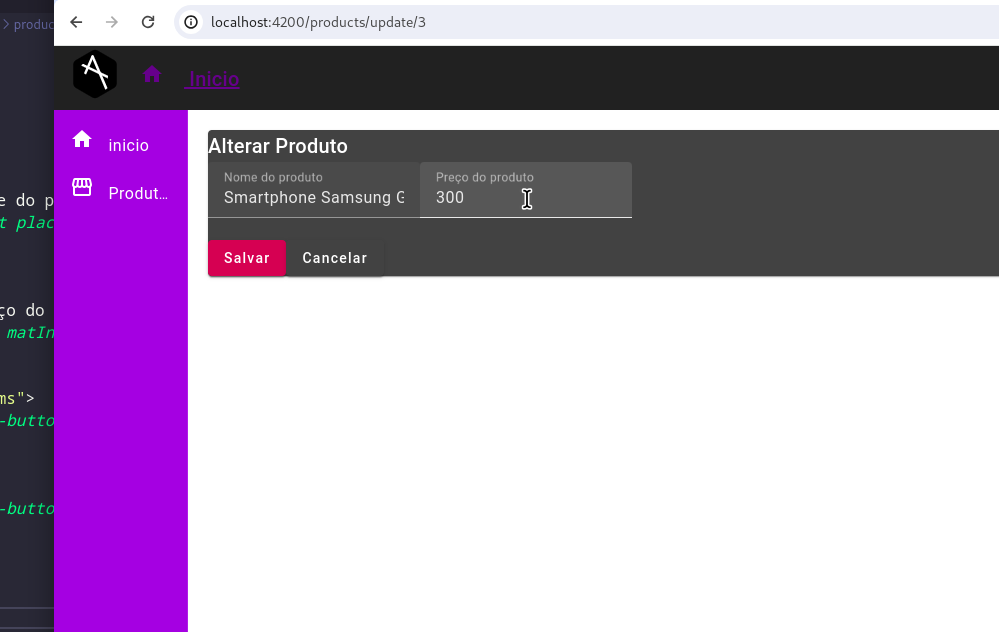 produc
localhost:4200/products/update/3
Inicio
inicio
Produt…
Alterar Produto
Nome do produto
Smartphone Samsung G
Preço do produto
300
Salvar
Cancelar
e do p
t plac
ço do
matIn
ms">
-butto
-butto